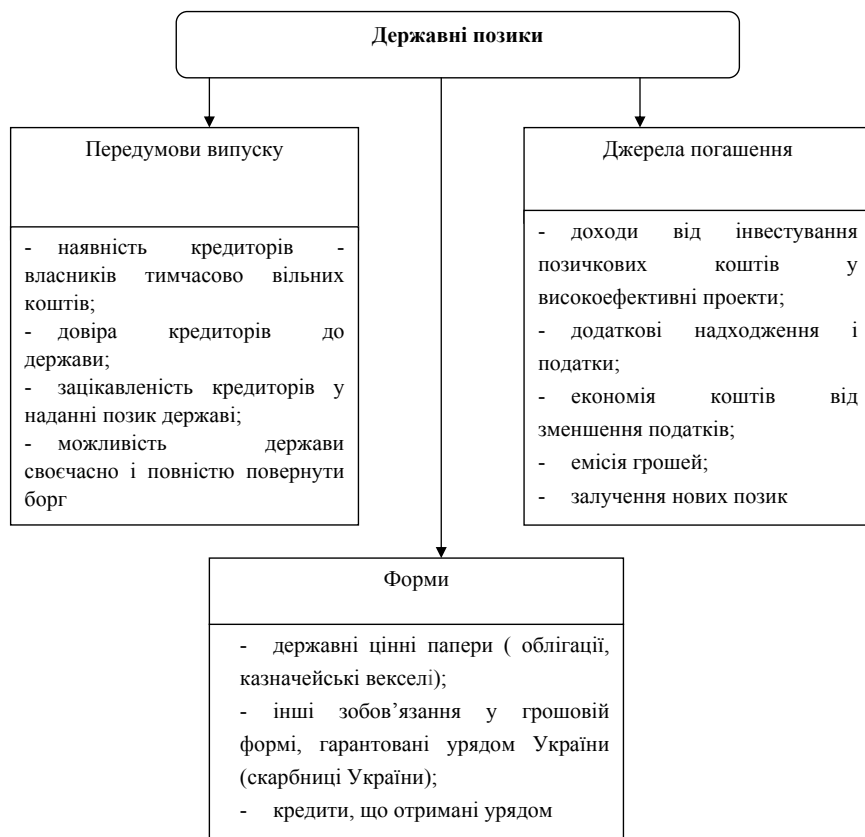 Державні позики
Передумови випуску
- наявність кредиторів -
власників тимчасово вільних
коштів;
- довіра кредиторів до
держави;
- зацікавленість кредиторів у
наданні позик державі;
- можливість держави
своєчасно і повністю повернути
борг
Джерела погашення
- доходи від інвестування
позичкових коштів у
високоефективні проекти;
- додаткові надходження і
податки;
- економія коштів від
зменшення податків;
- емісія грошей;
- залучення нових позик
Форми
- державні цінні папери ( облігації,
казначейські векселі);
- інші зобов’язання у грошовій
формі, гарантовані урядом України
(скарбниці України);
- кредити, що отримані урядом